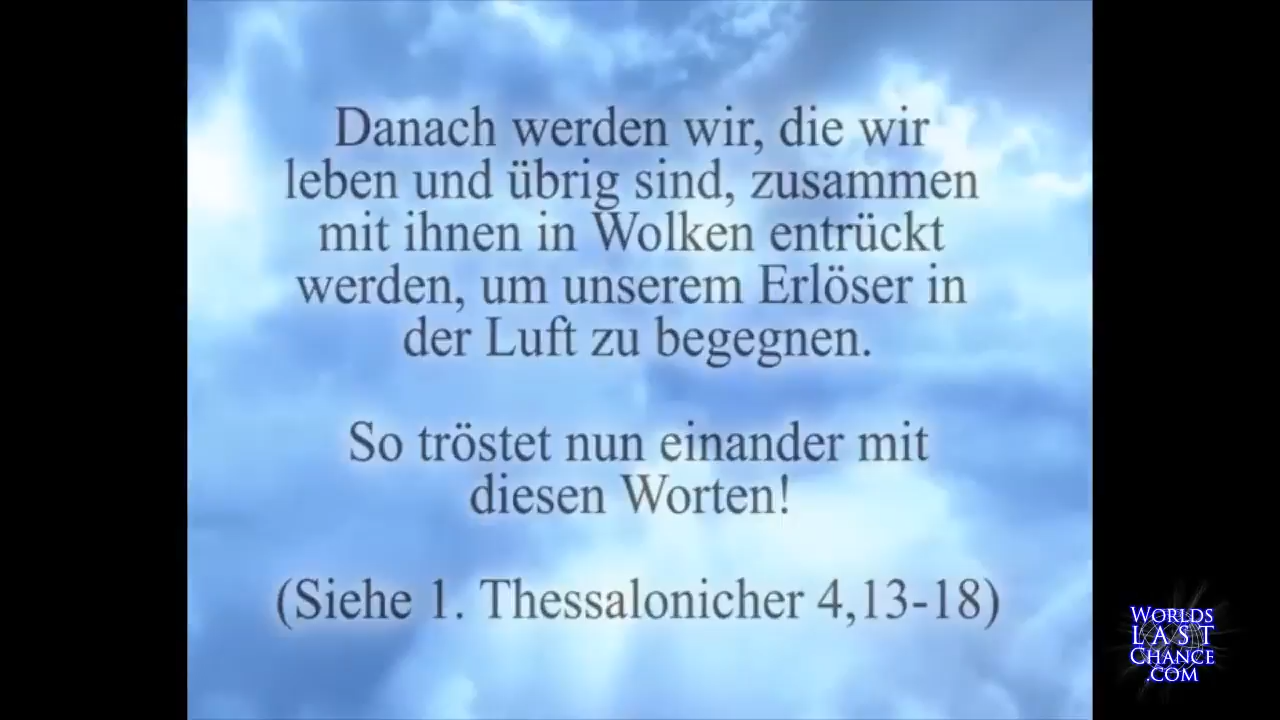 Danach werden wir, die wir
leben und übrig sind, zusammen
mit ihnen in Wolken entrückt
werden, um unserem Erlöser in
der Luft zu begegnen.
So tröstet nun einander mit
diesen Worten!
(Siehe 1. Thessalonicher 4,13-18)
WORLDS
LAST
CHANCE
.COM